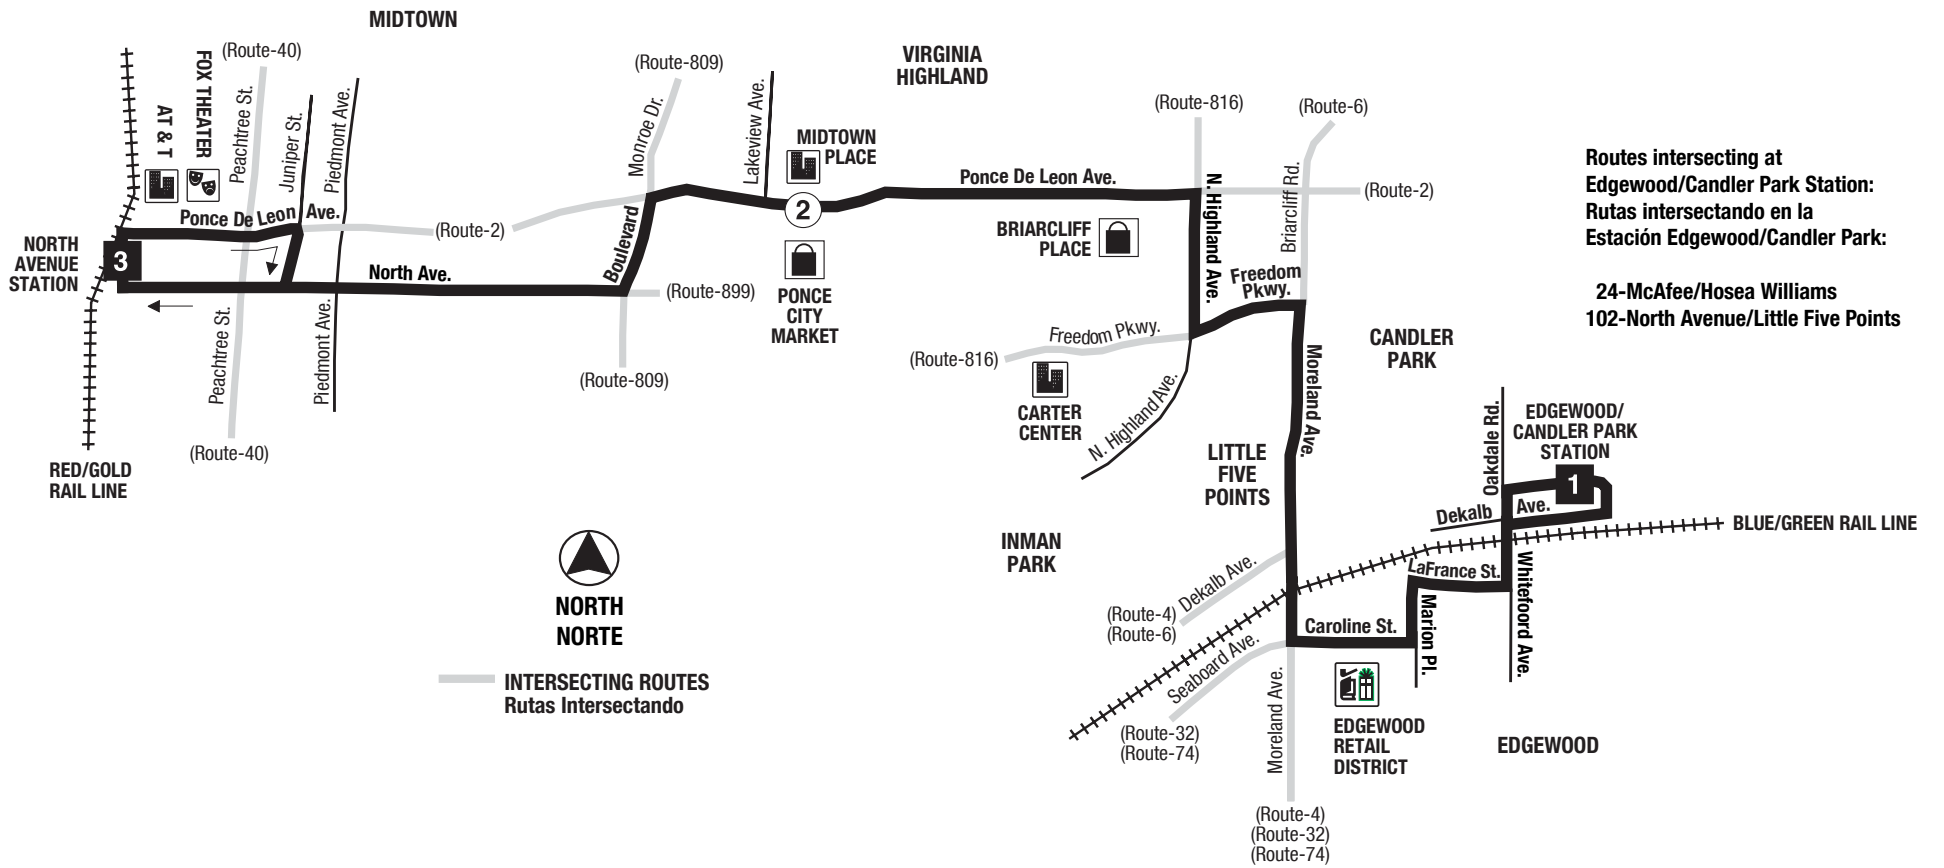 MIDTOWN
(Route-40)
FOX THEATER
AT & T
Peachtree St.
Juniper St.
Piedmont Ave.
Ponce De Leon Ave.
(Route-2)
NORTH
AVENUE
STATION
3
North Ave.
Peachtree St.
Piedmont Ave.
(Route-40)
RED/GOLD
RAIL LINE
(Route-809)
Monroe Dr.
Boulevard
(Route-899)
(Route-809)
Lakeview Ave.
MIDTOWN
PLACE
2
PONCE
CITY
MARKET
VIRGINIA
HIGHLAND
Ponce De Leon Ave.
BRIARCLIFF
PLACE
(Route-816)
(Route-6)
N. Highland Ave.
Briarcliff Rd.
(Route-2)
Freedom
Pkwy.
Freedom Pkwy.
(Route-816)
CARTER
CENTER
N. Highland Ave.
Moreland Ave.
CANDLER
PARK
LITTLE
FIVE
POINTS
INMAN
PARK
Oakdale Rd.
EDGEWOOD/
CANDLER PARK
STATION
1
Dekalb Ave.
BLUE/GREEN RAIL LINE
LaFrance St.
Whitefoord Ave.
Marion Pl.
Caroline St.
Dekalb Ave.
(Route-4)
(Route-6)
Seaboard Ave.
(Route-32)
(Route-74)
Moreland Ave.
EDGEWOOD
RETAIL
DISTRICT
EDGEWOOD
(Route-4)
(Route-32)
(Route-74)
NORTH
NORTE
INTERSECTING ROUTES
Rutas Intersectando
Routes intersecting at
Edgewood/Candler Park Station:
Rutas intersectando en la
Estación Edgewood/Candler Park:
24-McAfee/Hosea Williams
102-North Avenue/Little Five Points